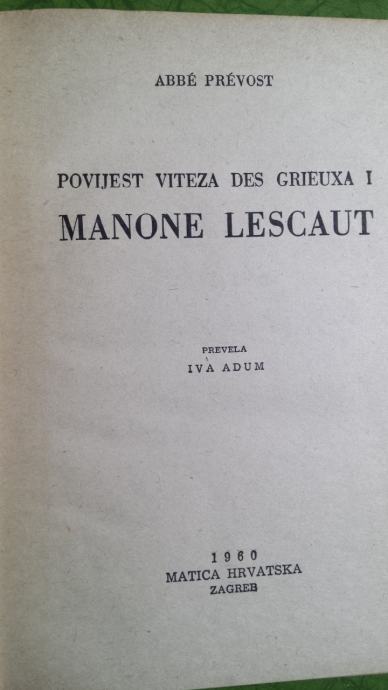 ABBÉ PRÉVOST
POVIJEST VITEZA DES GRIEUXA I
MANONE LESCAUT
PREVELA
IVA ADUM
1960
MATICA HRVATSKA
ZAGREB